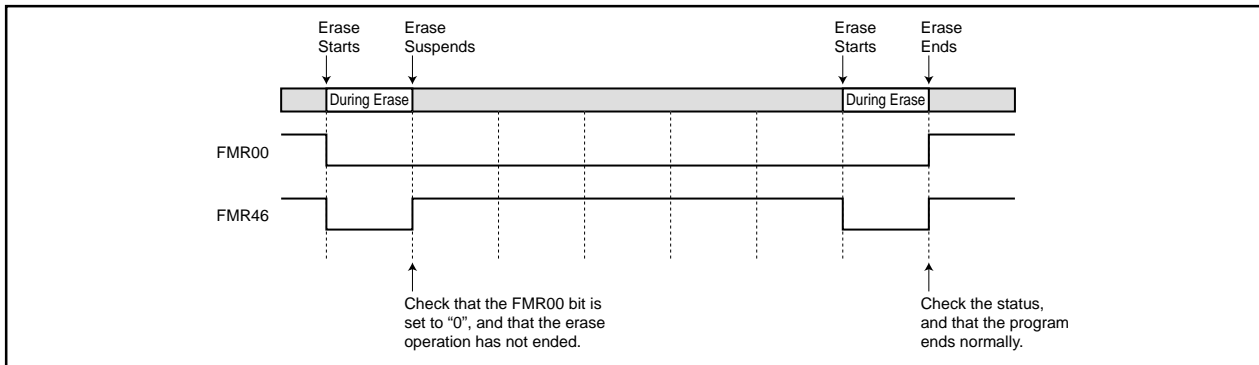 Erase
Starts
Erase
Suspends
Erase
Starts
Erase
Ends
During Erase
During Erase
FMR00
FMR46
Check that the FMR00 bit is
set to “0”, and that the erase
operation has not ended.
Check the status,
and that the program
ends normally.